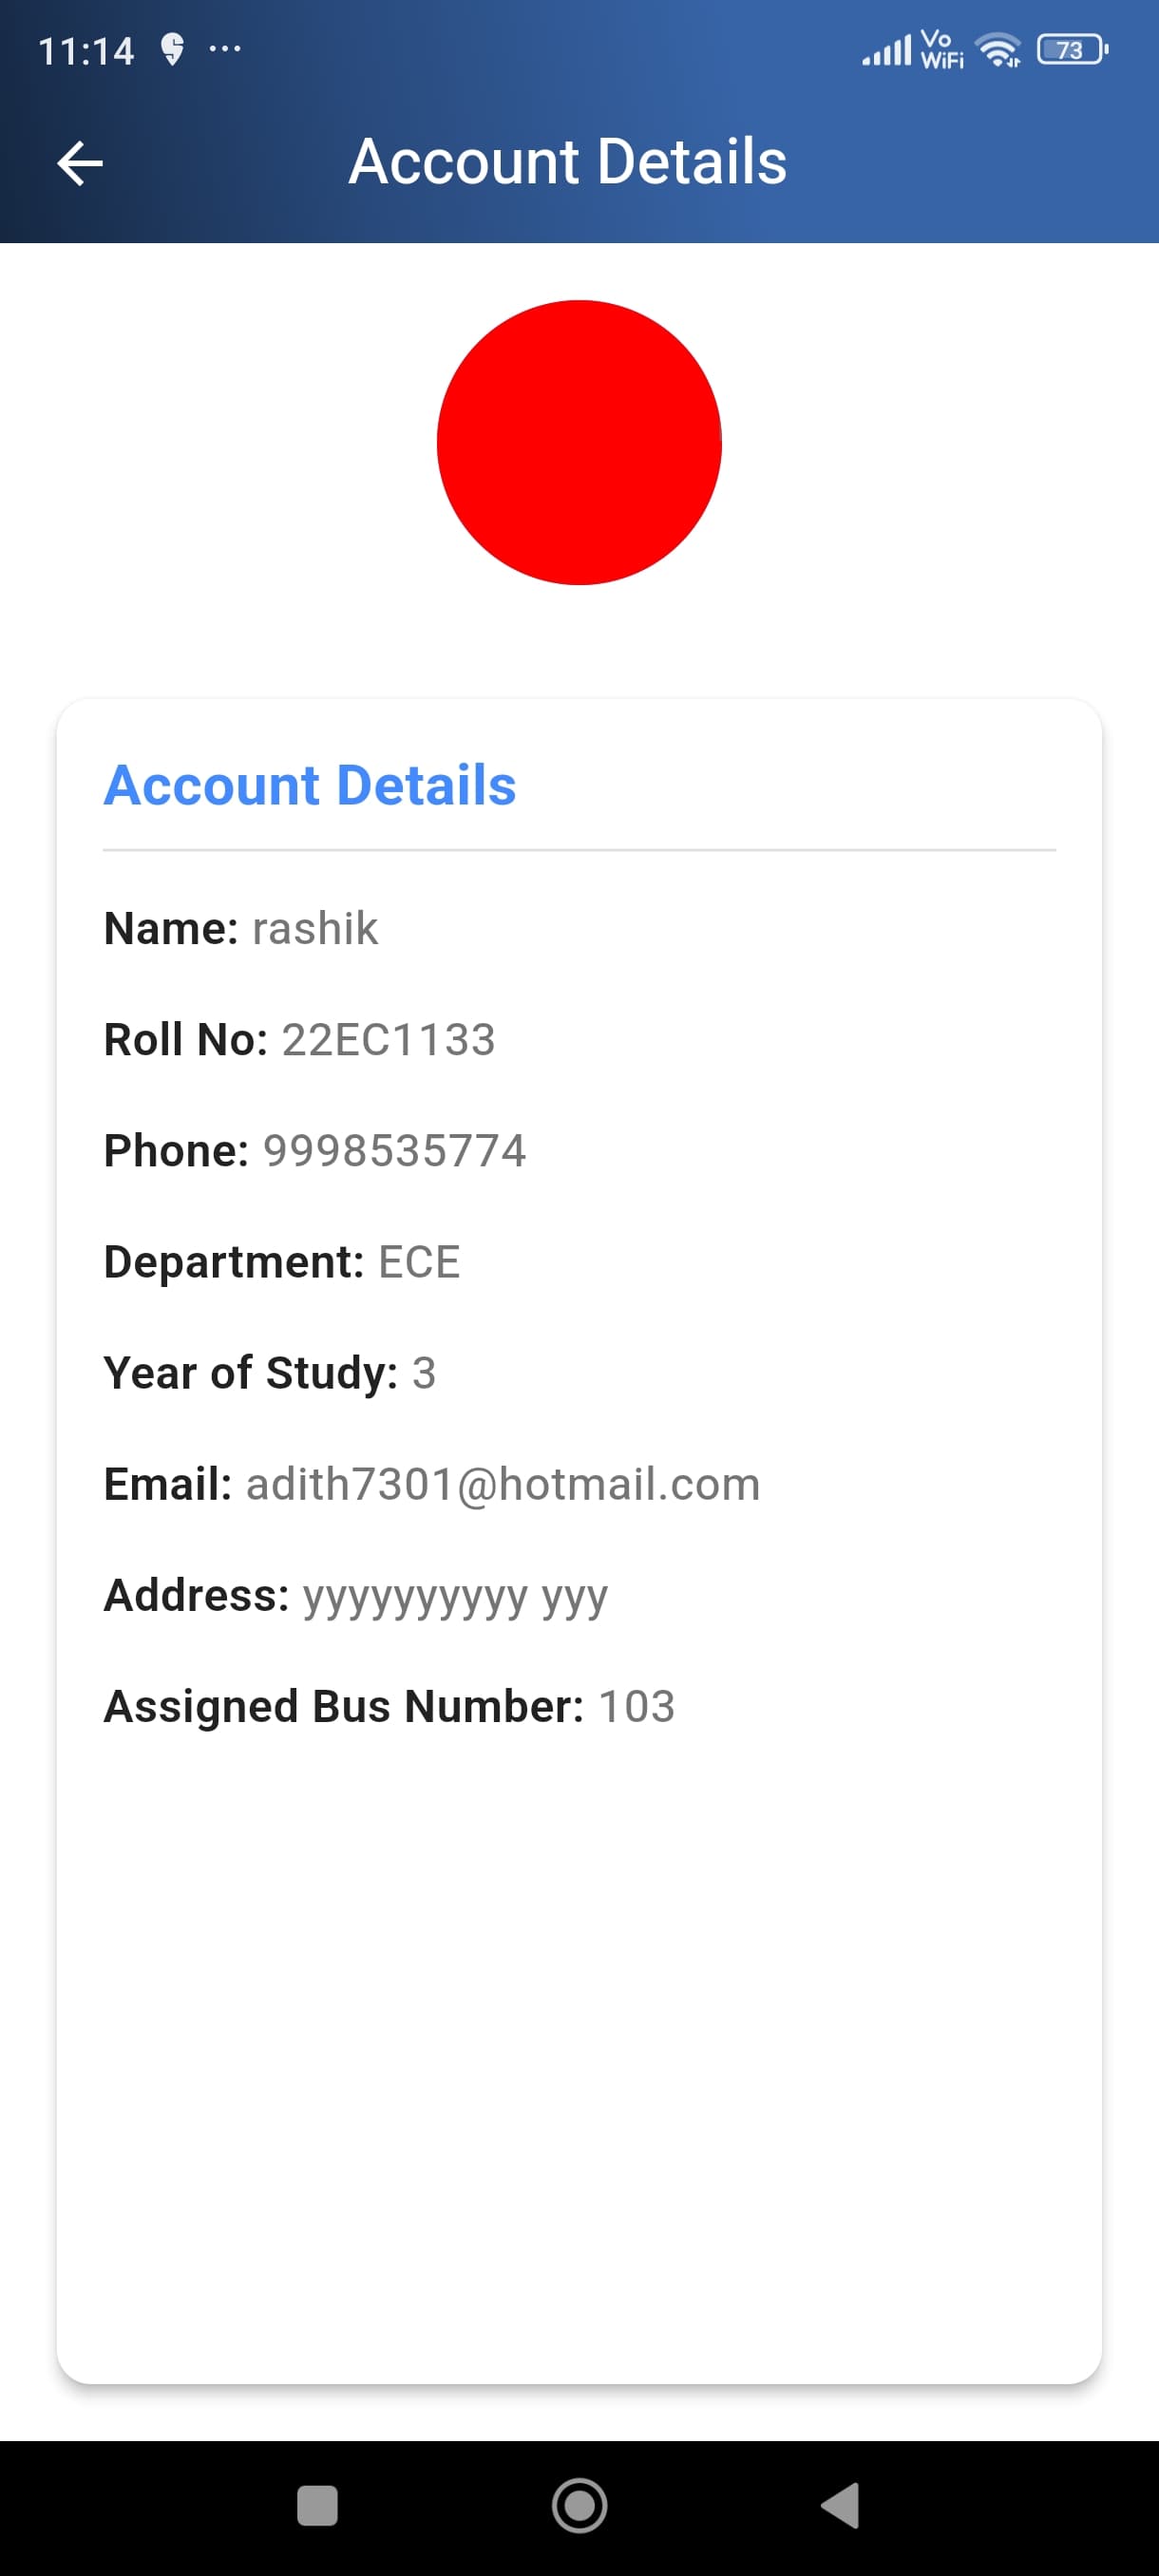 11:14
Vo
WiFi
73
Account Details
Account Details
Name: rashik
Roll No: 22EC1133
Phone: 9998535774
Department: ECE
Year of Study: 3
Email: adith7301@hotmail.com
Address: yyyyyyyyyy yyy
Assigned Bus Number: 103